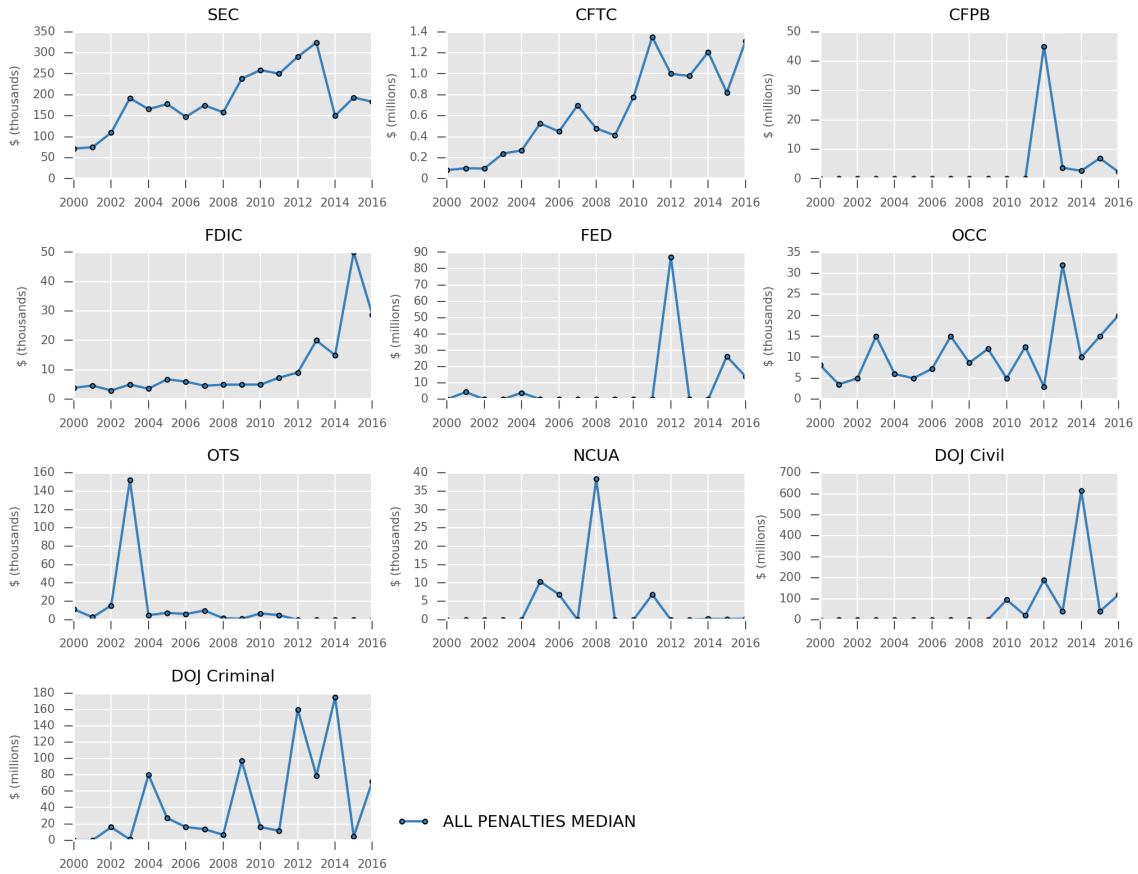 SEC
$ (thousands)
350
300
250
200
150
100
50
0
2000 2002 2004 2006 2008 2010 2012 2014 2016
CFTC
$ (millions)
1.4
1.2
1.0
0.8
0.6
0.4
0.2
0
2000 2002 2004 2006 2008 2010 2012 2014 2016
CFPB
$ (millions)
50
40
30
20
10
0
2000 2002 2004 2006 2008 2010 2012 2014 2016
FDIC
$ (thousands)
50
40
30
20
10
0
2000 2002 2004 2006 2008 2010 2012 2014 2016
FED
$ (millions)
90
80
70
60
50
40
30
20
10
0
2000 2002 2004 2006 2008 2010 2012 2014 2016
OCC
$ (thousands)
35
30
25
20
15
10
5
0
2000 2002 2004 2006 2008 2010 2012 2014 2016
OTS
$ (thousands)
160
140
120
100
80
60
40
20
0
2000 2002 2004 2006 2008 2010 2012 2014 2016
NCUA
$ (thousands)
40
35
30
25
20
15
10
5
0
2000 2002 2004 2006 2008 2010 2012 2014 2016
DOJ Civil
$ (millions)
700
600
500
400
300
200
100
0
2000 2002 2004 2006 2008 2010 2012 2014 2016
DOJ Criminal
$ (millions)
180
160
140
120
100
80
60
40
20
0
2000 2002 2004 2006 2008 2010 2012 2014 2016
ALL PENALTIES MEDIAN